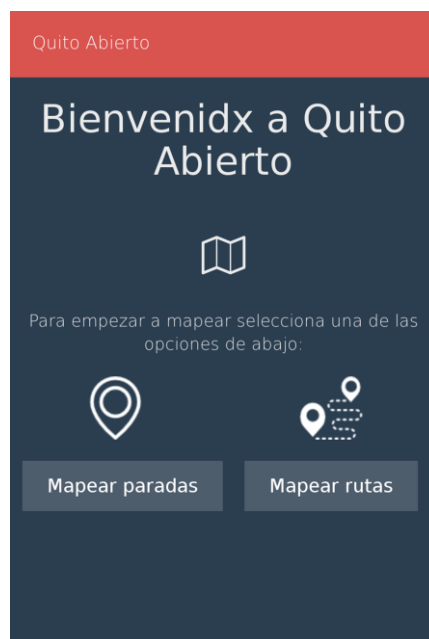 Quito Abierto
Bienvenidx a Quito
Abierto
Para empezar a mapear selecciona una de las
opciones de abajo:
Mapear paradas
Mapear rutas